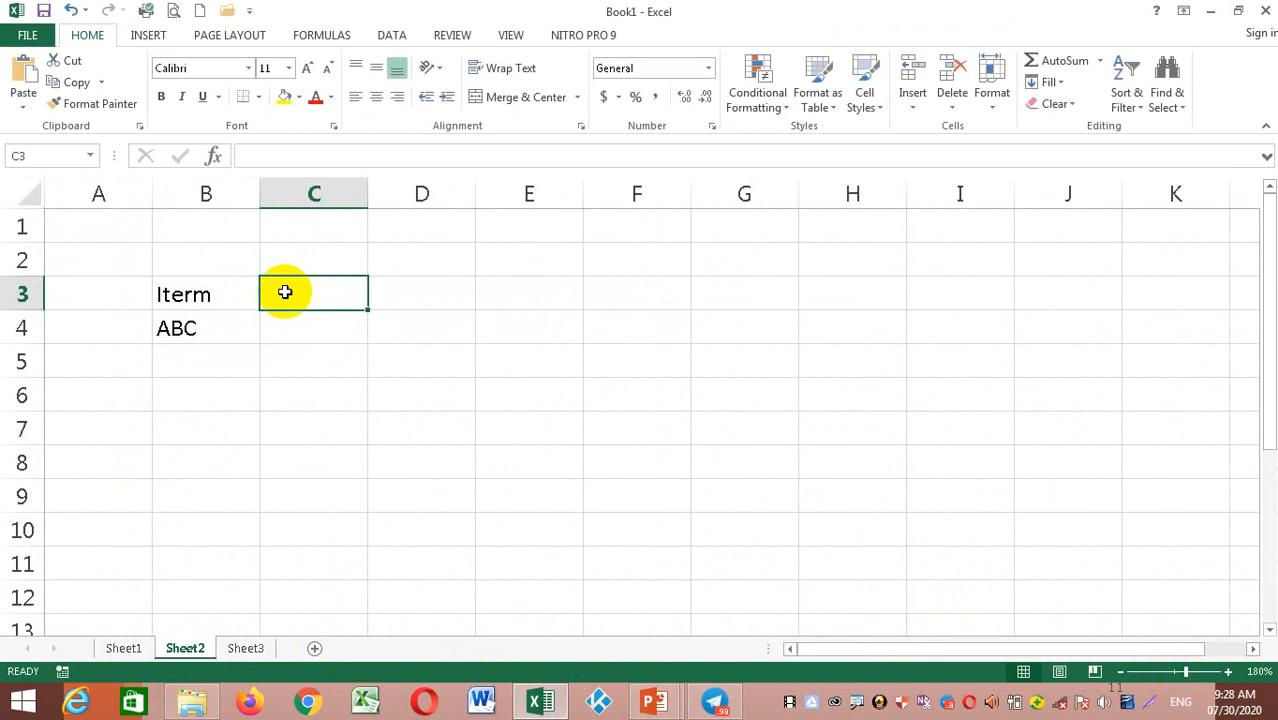 Book1 - Excel
?
FILE
HOME
INSERT
PAGE LAYOUT
FORMULAS
DATA
REVIEW
VIEW
NITRO PRO 9
Sign in
Paste
Cut
Copy
Format Painter
Clipboard
Calibri
11
B I U
A A
A
Font
Wrap Text
Merge & Center
Alignment
General
$ % ,
Number
Conditional
Formatting
Format as
Table
Cell
Styles
Styles
Insert
Delete
Format
Cells
AutoSum
Fill
Clear
Sort &
Filter
Find &
Select
Editing
C3
fx
A B C D E F G H I J K
1
2
3 Iterm
4 ABC
5
6
7
8
9
10
11
12
13
Sheet1
Sheet2
Sheet3
READY
180%
11
98
ENG
9:28 AM
07/30/2020